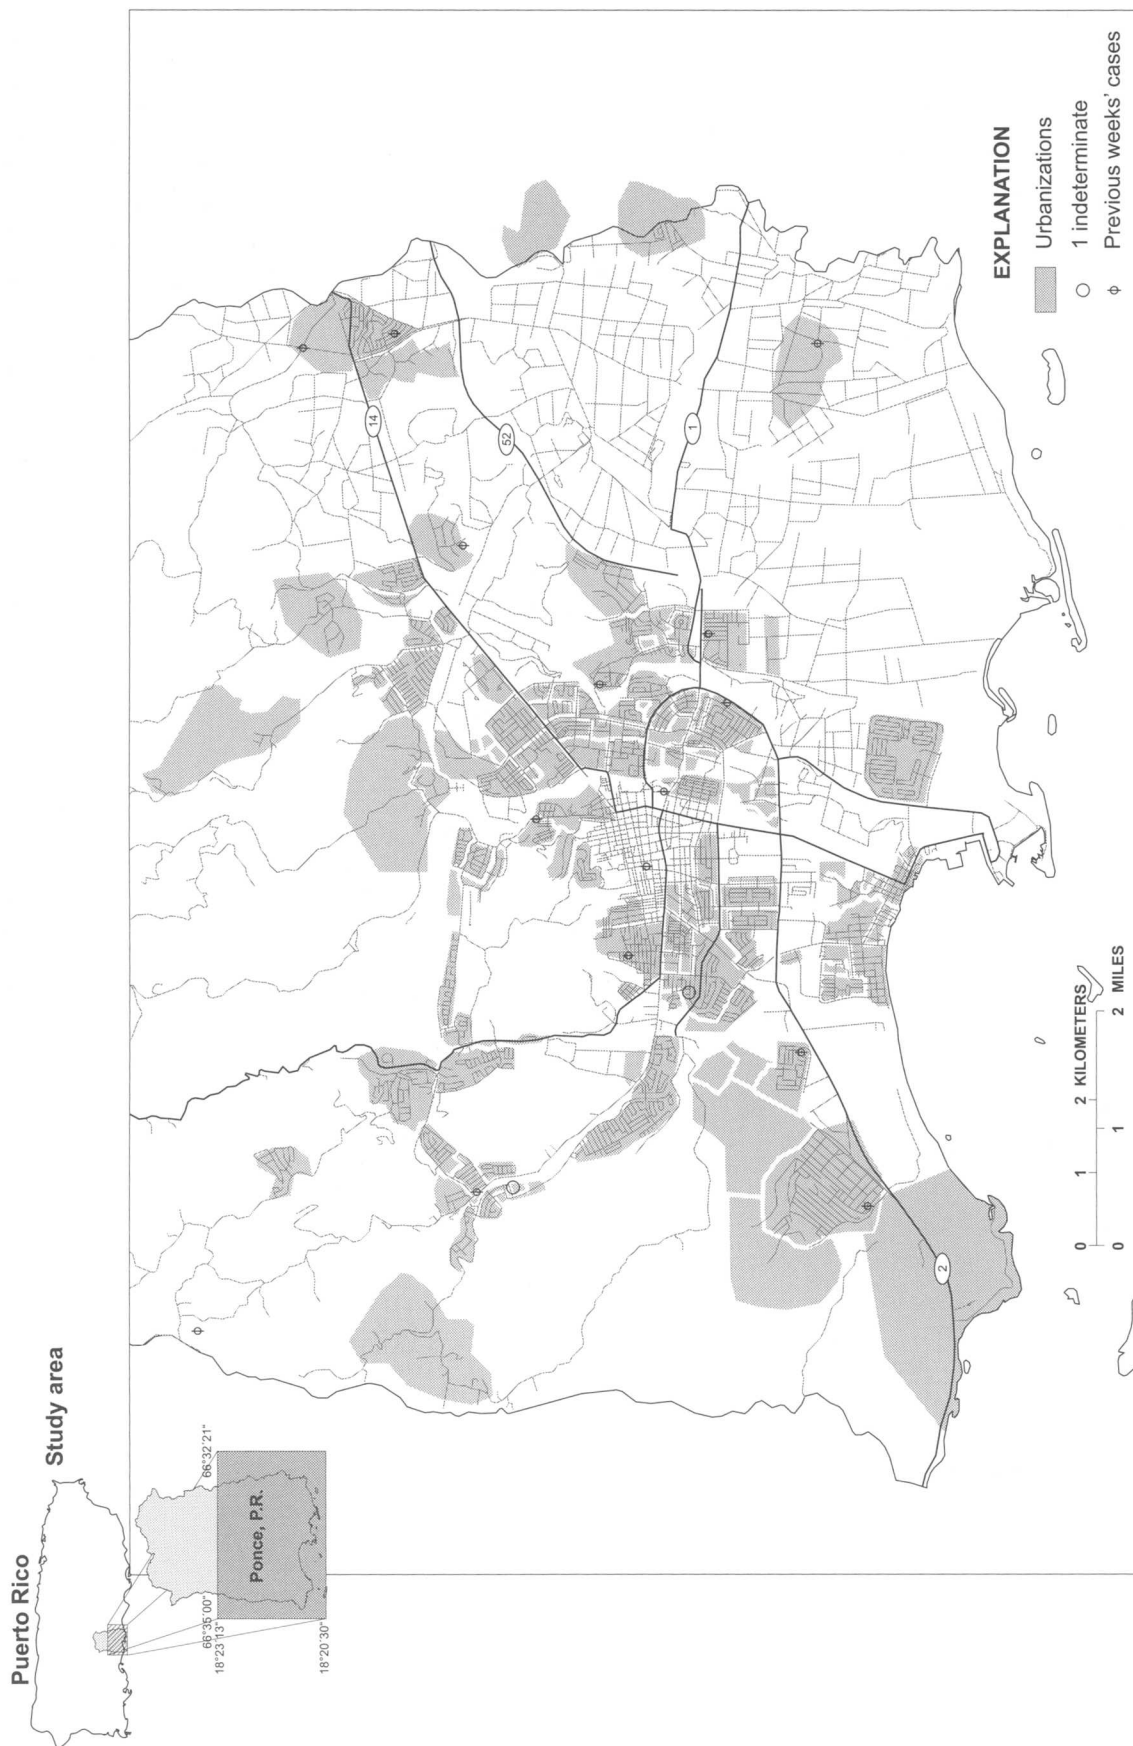 Puerto Rico
Study area
66°35'00"
66°32'21"
18°23'13"
Ponce, P.R.
18°20'30"
14
52
1
2
EXPLANATION
Urbanizations
1 indeterminate
Previous weeks' cases
0 1 2 KILOMETERS
0 1 2 MILES